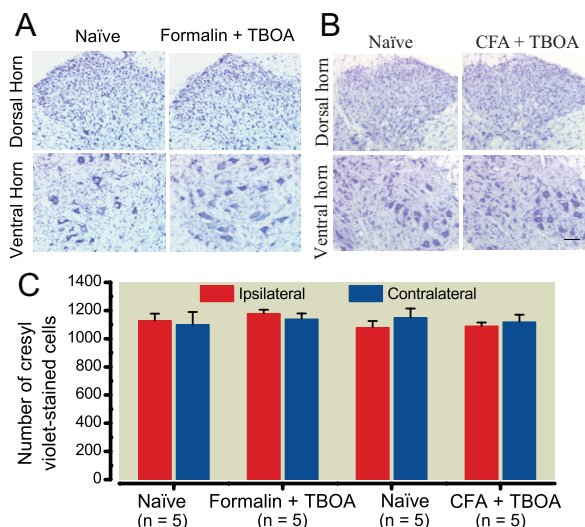 A
Naïve
Formalin + TBOA
Dorsal Horn
Ventral Horn
B
Naïve
CFA + TBOA
Dorsal horn
Ventral horn
C
Number of cresyl
violet-stained cells
1400
1200
1000
800
600
400
200
0
Ipsilateral
Contralateral
Naïve
(n = 5)
Formalin + TBOA
(n = 5)
Naïve
(n = 5)
CFA + TBOA
(n = 5)